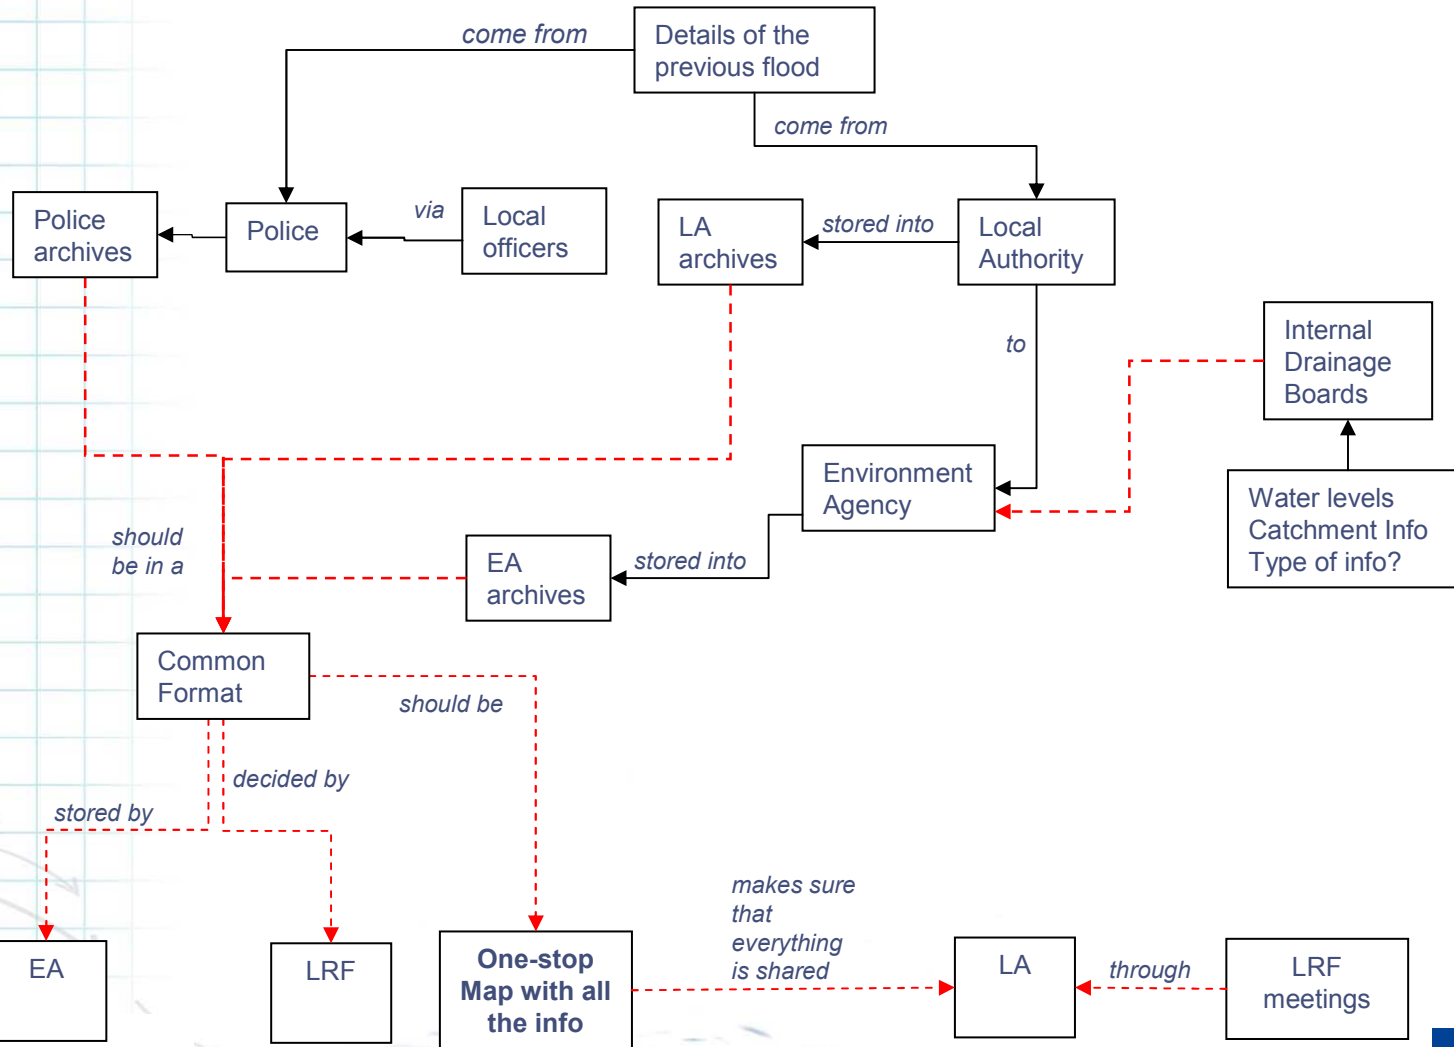 come from
Details of the
previous flood
come from
Police
archives
Police
via
Local
officers
LA
archives
stored into
Local
Authority
to
Internal
Drainage
Boards
Environment
Agency
Water levels
Catchment Info
Type of info?
should
be in a
EA
archives
stored into
Common
Format
should be
decided by
stored by
makes sure
that
everything
is shared
EA
LRF
One-stop
Map with all
the info
LA
through
LRF
meetings